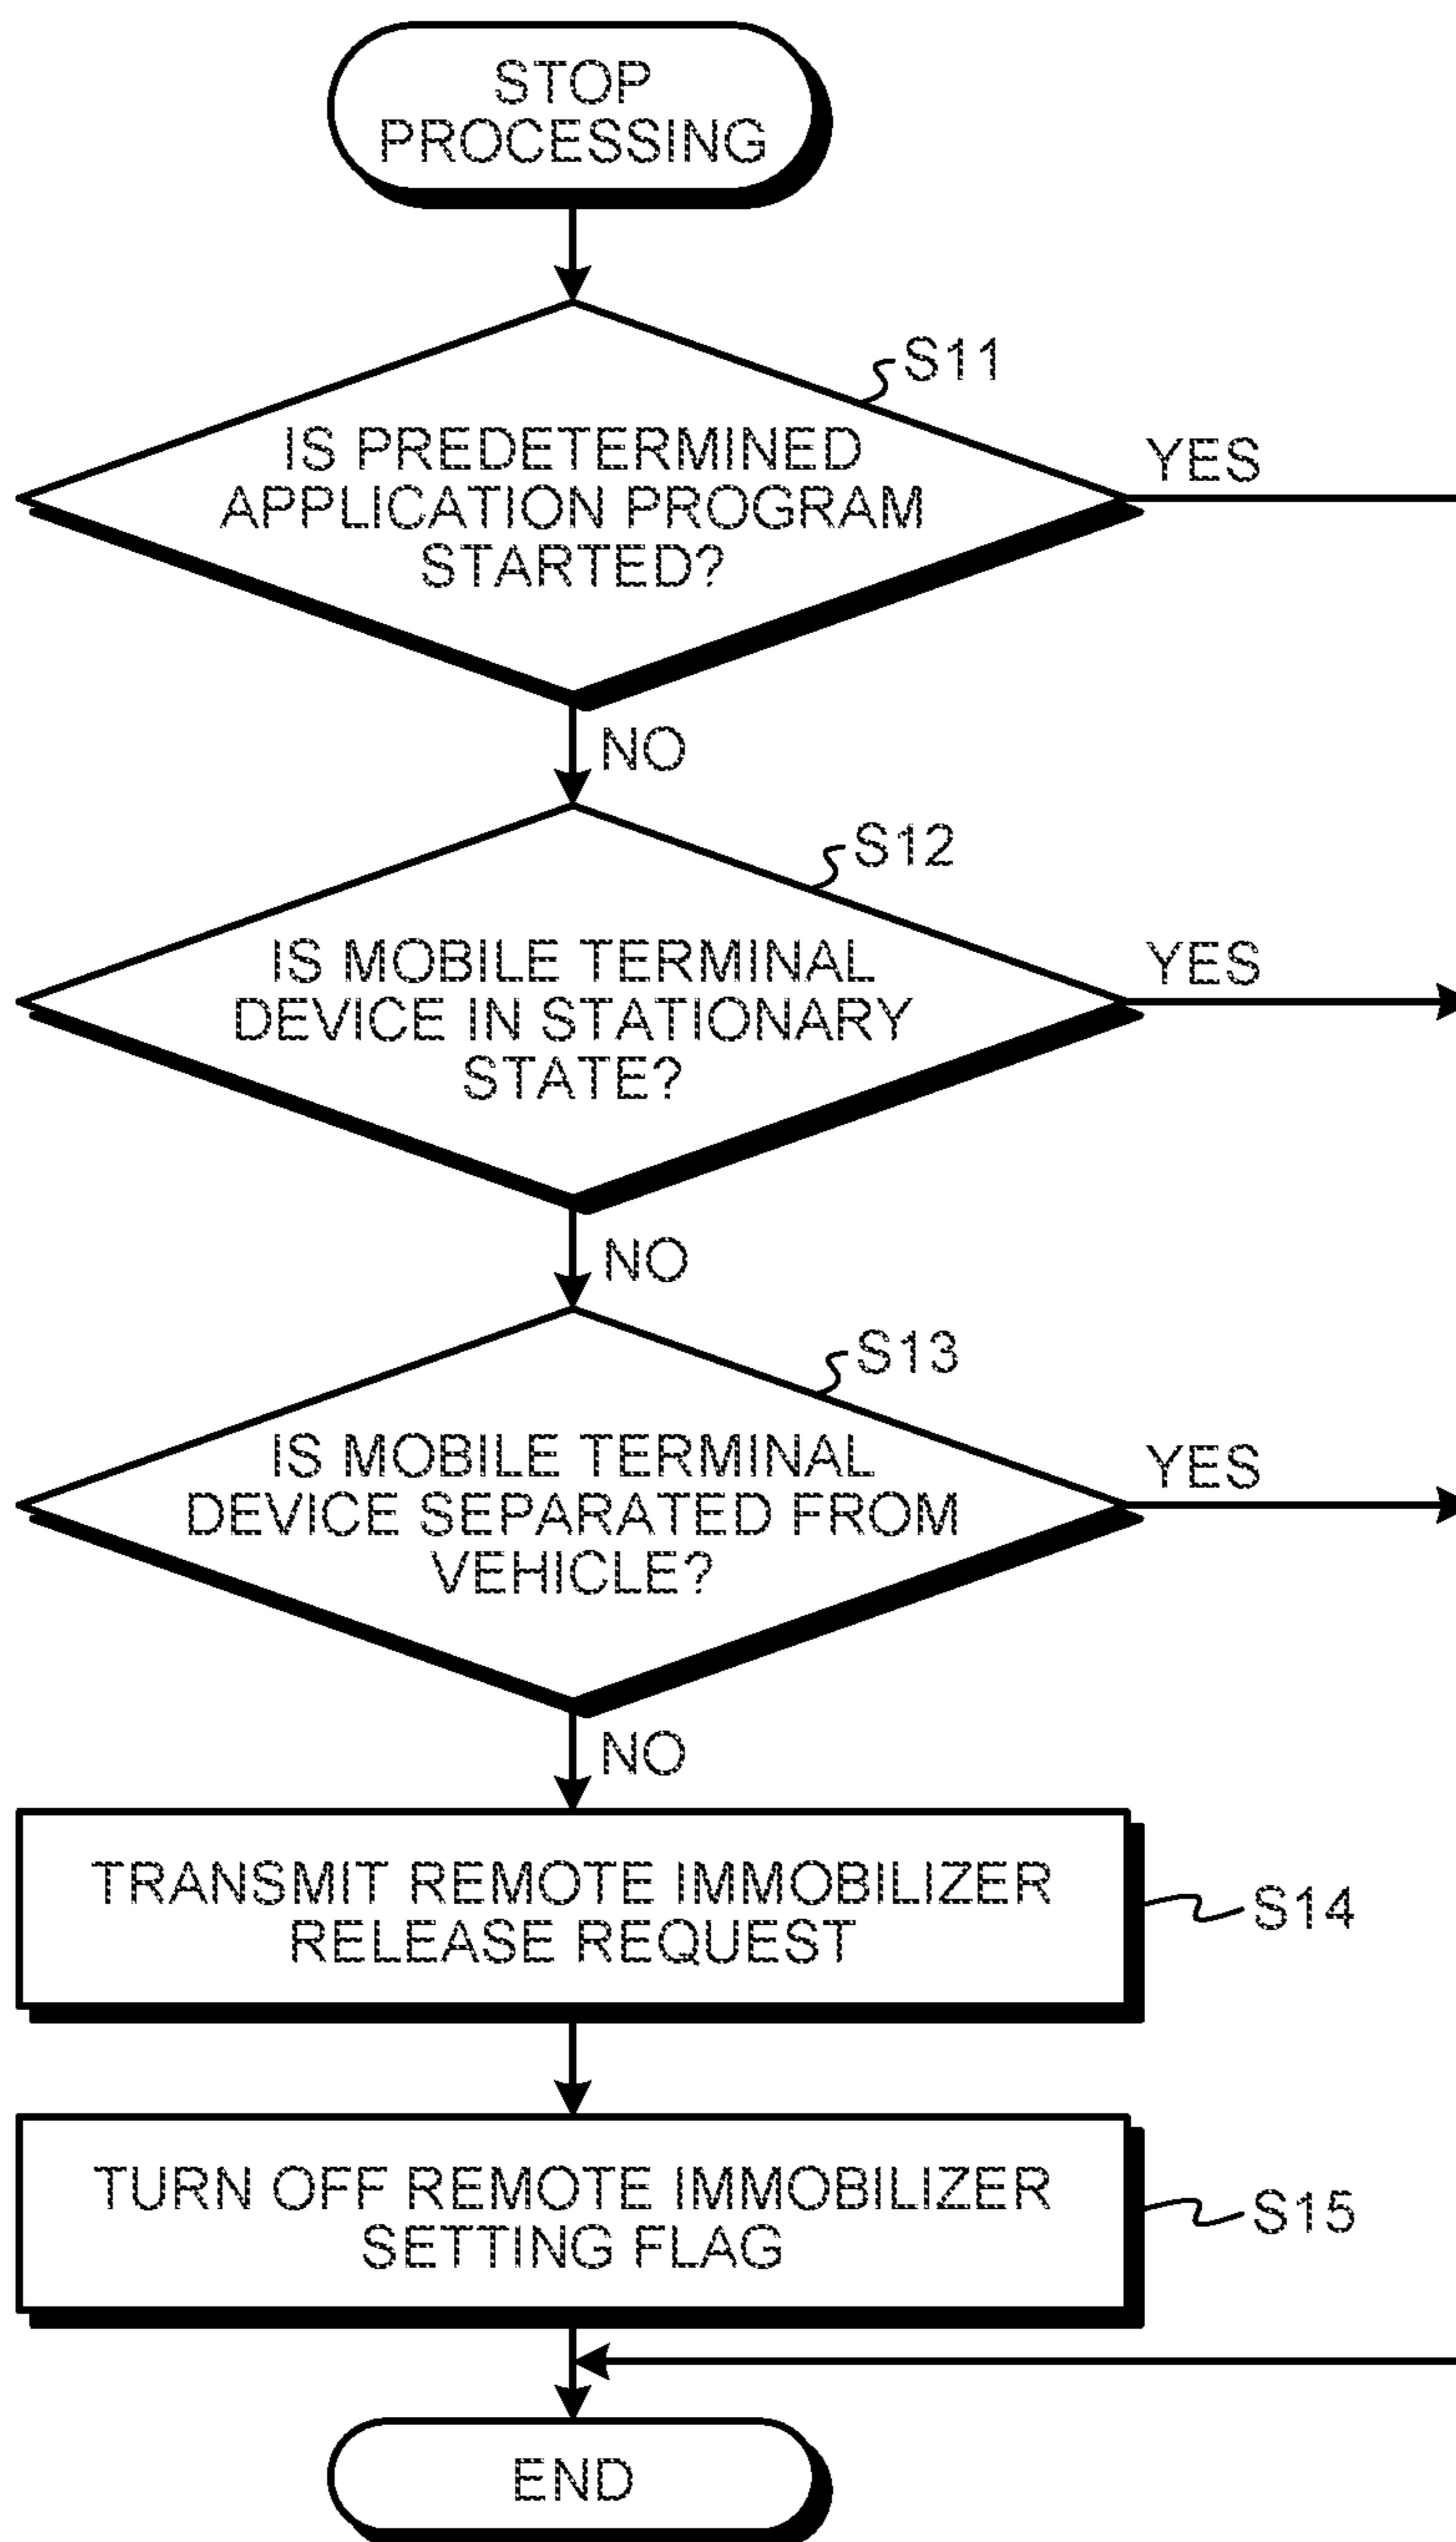 STOP
PROCESSING
S11
IS PREDETERMINED
APPLICATION PROGRAM
STARTED?
YES
NO
S12
IS MOBILE TERMINAL
DEVICE IN STATIONARY
STATE?
YES
NO
S13
IS MOBILE TERMINAL
DEVICE SEPARATED FROM
VEHICLE?
YES
NO
TRANSMIT REMOTE IMMOBILIZER
RELEASE REQUEST
S14
TURN OFF REMOTE IMMOBILIZER
SETTING FLAG
S15
END